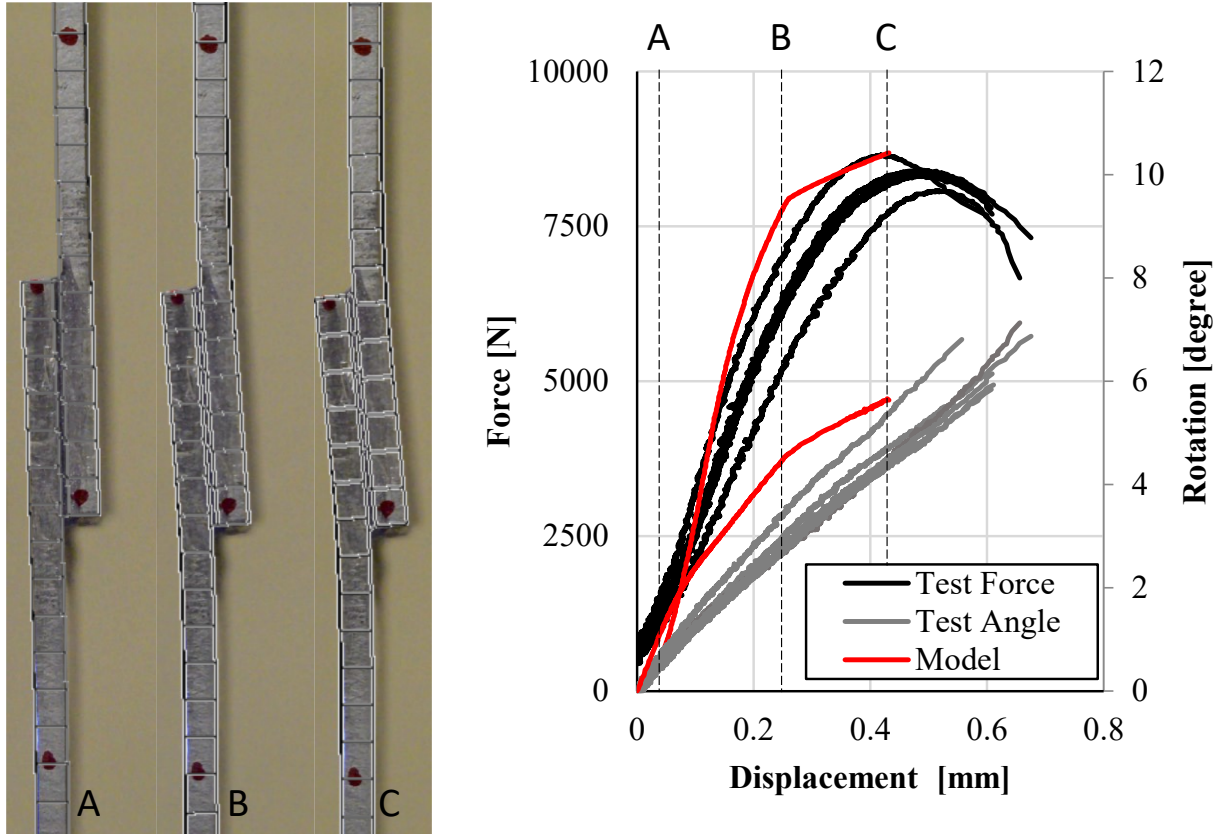 A
B
C
A
B
C
10000
7500
5000
2500
0
Force [N]
12
10
8
6
4
2
0
Rotation [degree]
Test Force
Test Angle
Model
0
0.2
0.4
0.6
0.8
Displacement [mm]